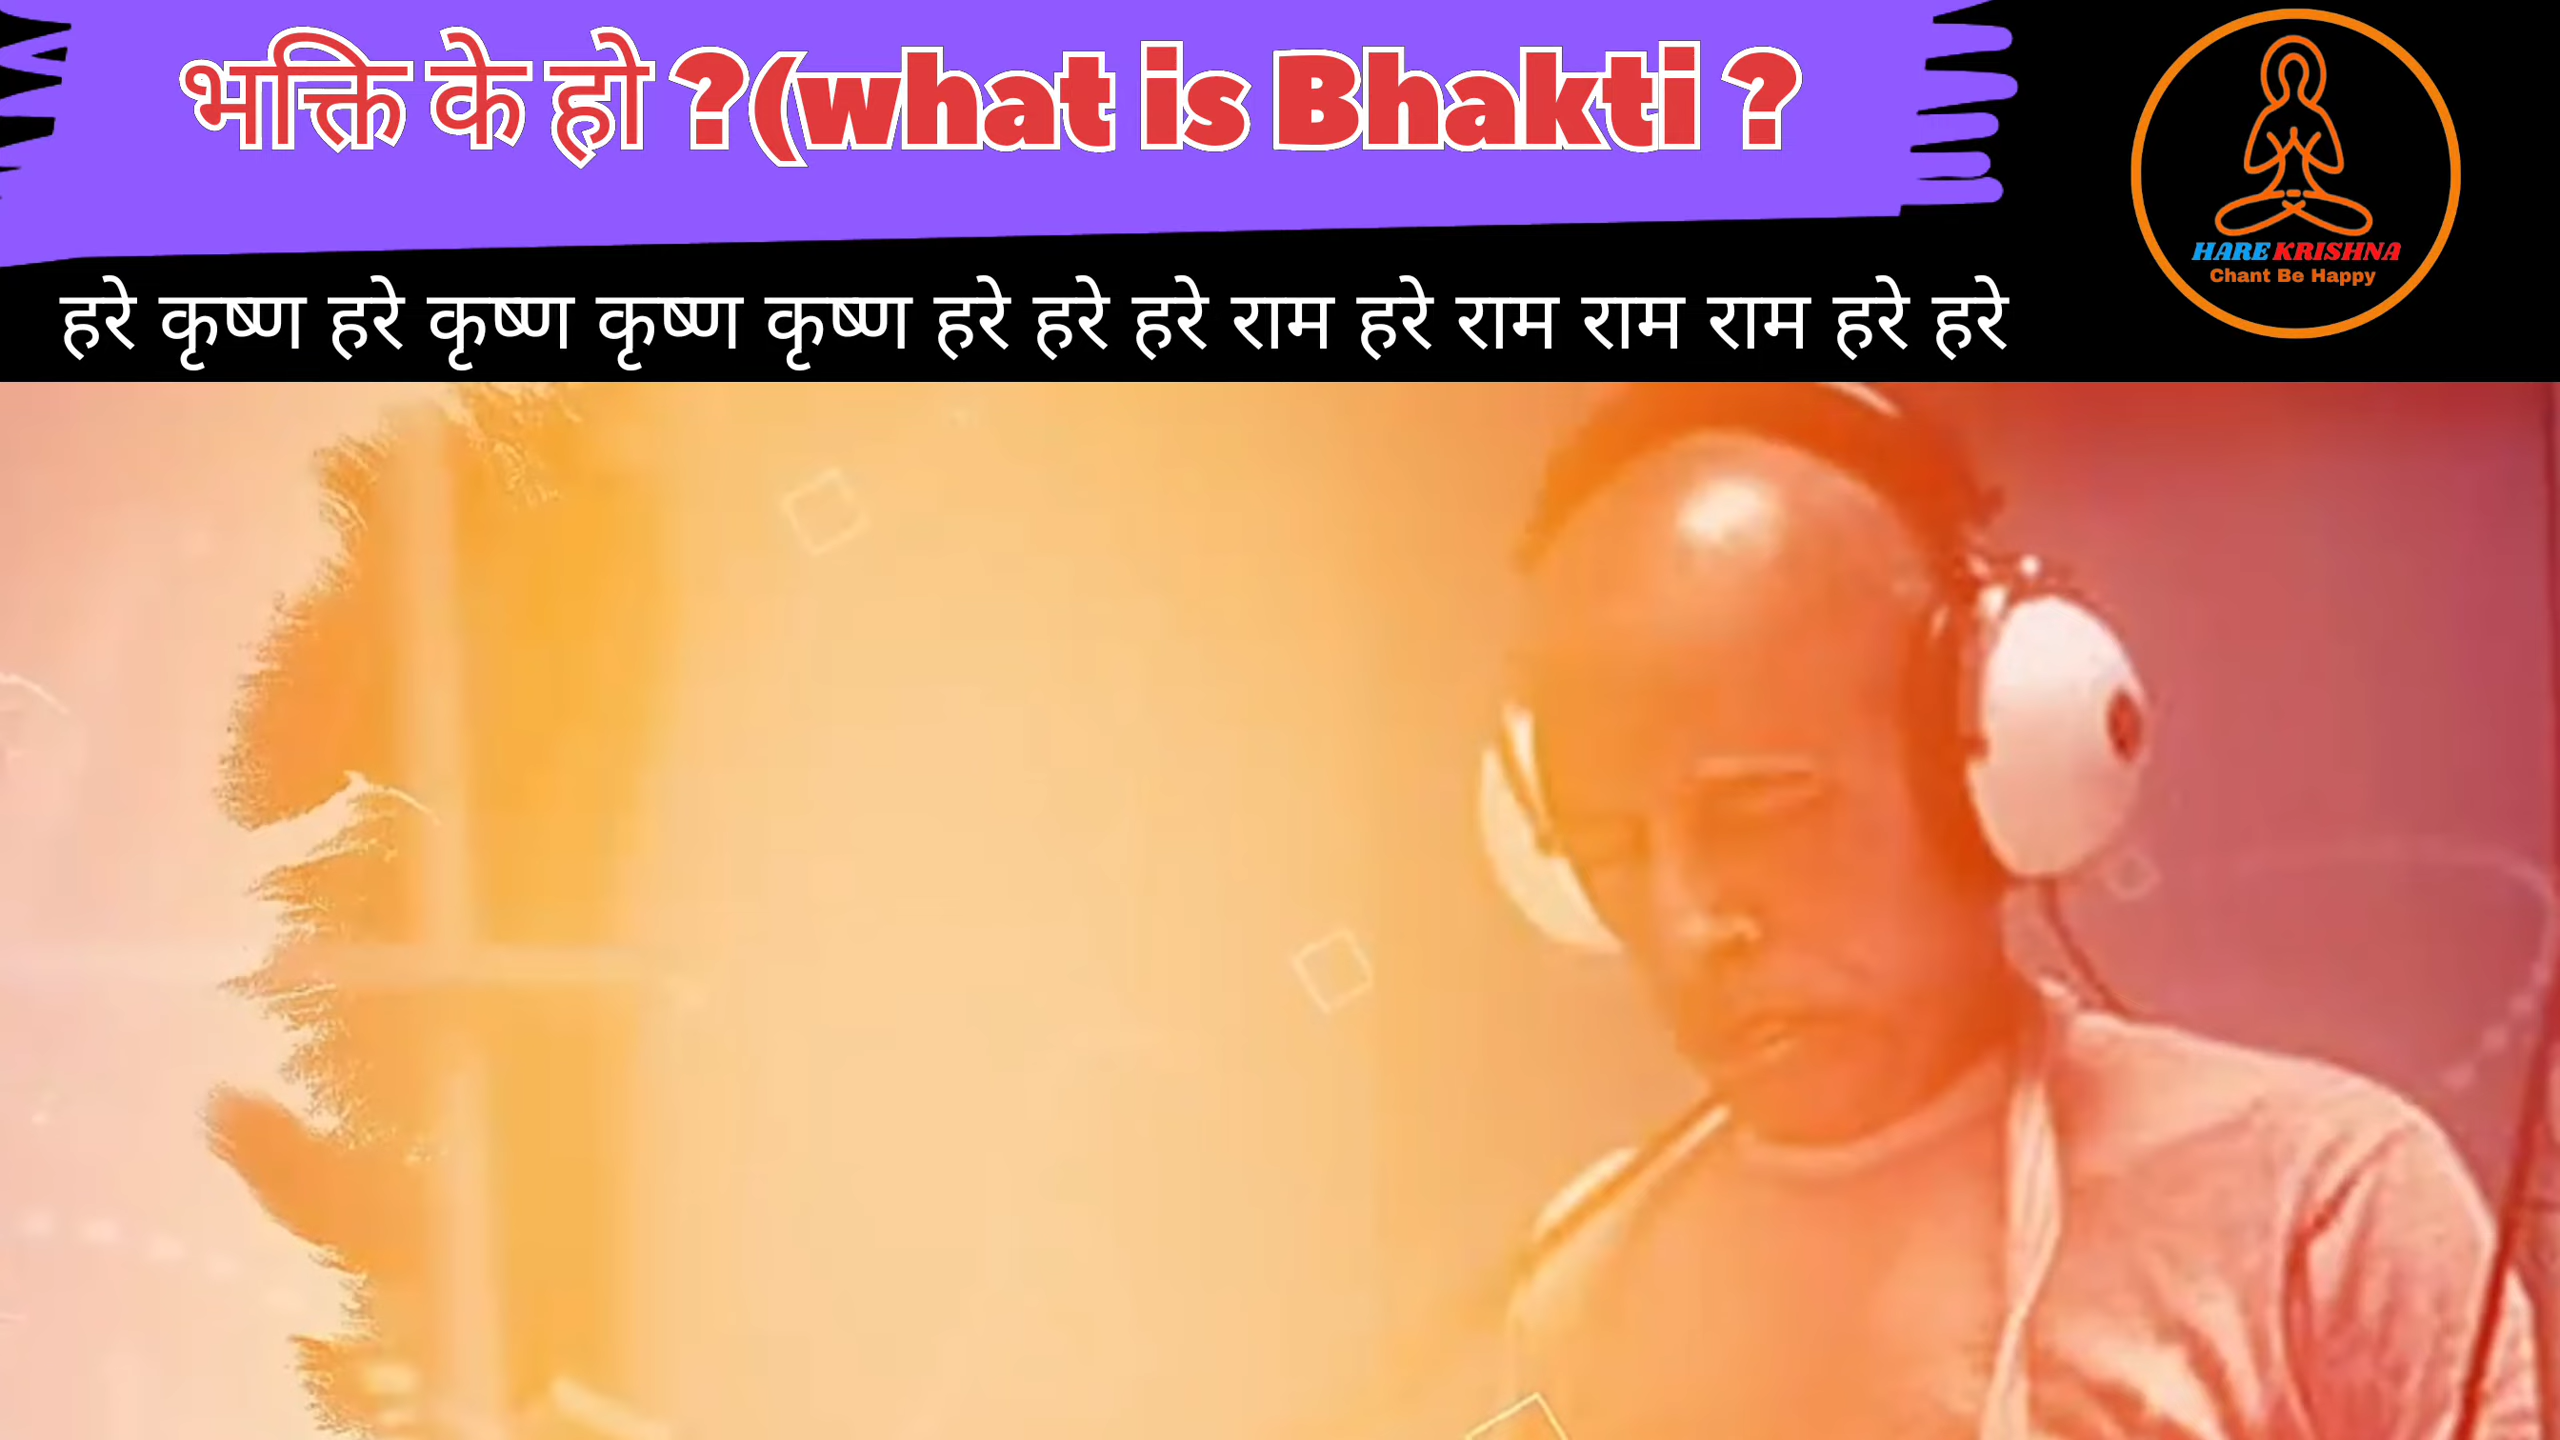 भक्ति के हो ?(what is Bhakti ?
HARE KRISHNA
Chant Be Happy
हरे कृष्ण हरे कृष्ण कृष्ण कृष्ण हरे हरे हरे राम हरे राम राम राम हरे हरे